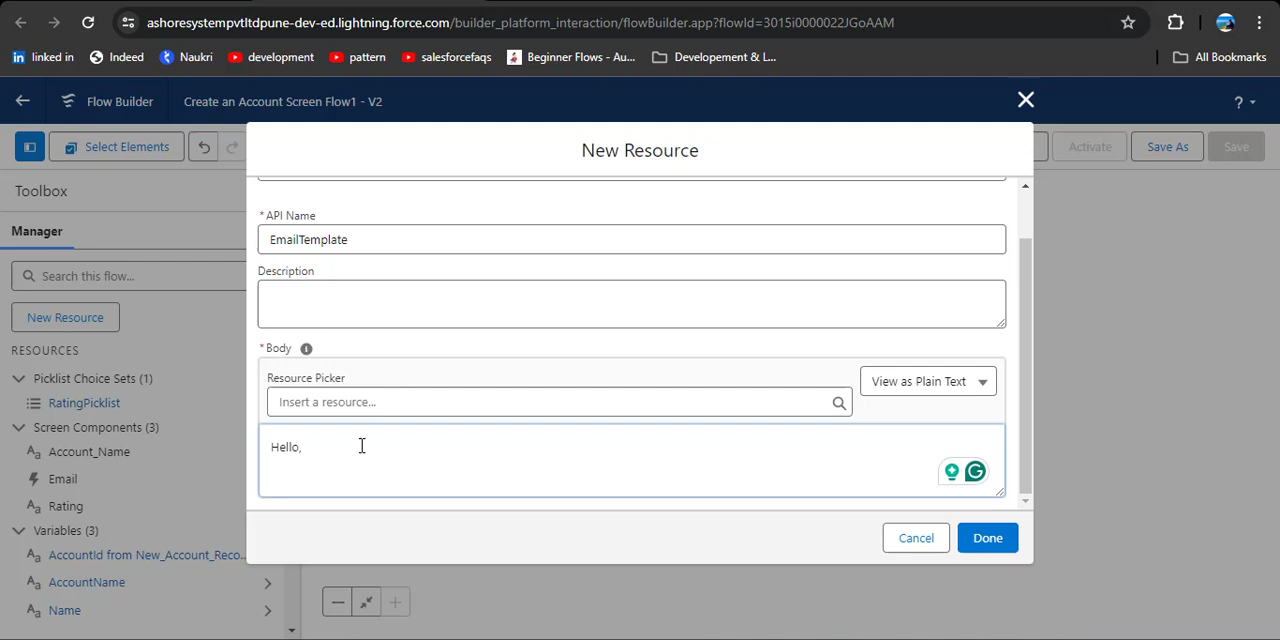 ashoresystempvtltdpune-dev-ed.lightning.force.com/builder_platform_interaction/flowBuilder.app?flowId=3015i0000022JGoAAM
linked in Indeed Naukri development pattern salesforcefaqs Beginner Flows - Au... Developement & L... All Bookmarks
Flow Builder Create an Account Screen Flow1 - V2 ?
Select Elements Activate Save As Save
New Resource
Toolbox
Manager
Search this flow...
New Resource
RESOURCES
Picklist Choice Sets (1)
RatingPicklist
Screen Components (3)
Account_Name
Email
Rating
Variables (3)
AccountId from New_Account_Reco...
AccountName
Name
* API Name
EmailTemplate
Description
* Body
Resource Picker
View as Plain Text
Insert a resource...
Hello,
Cancel Done